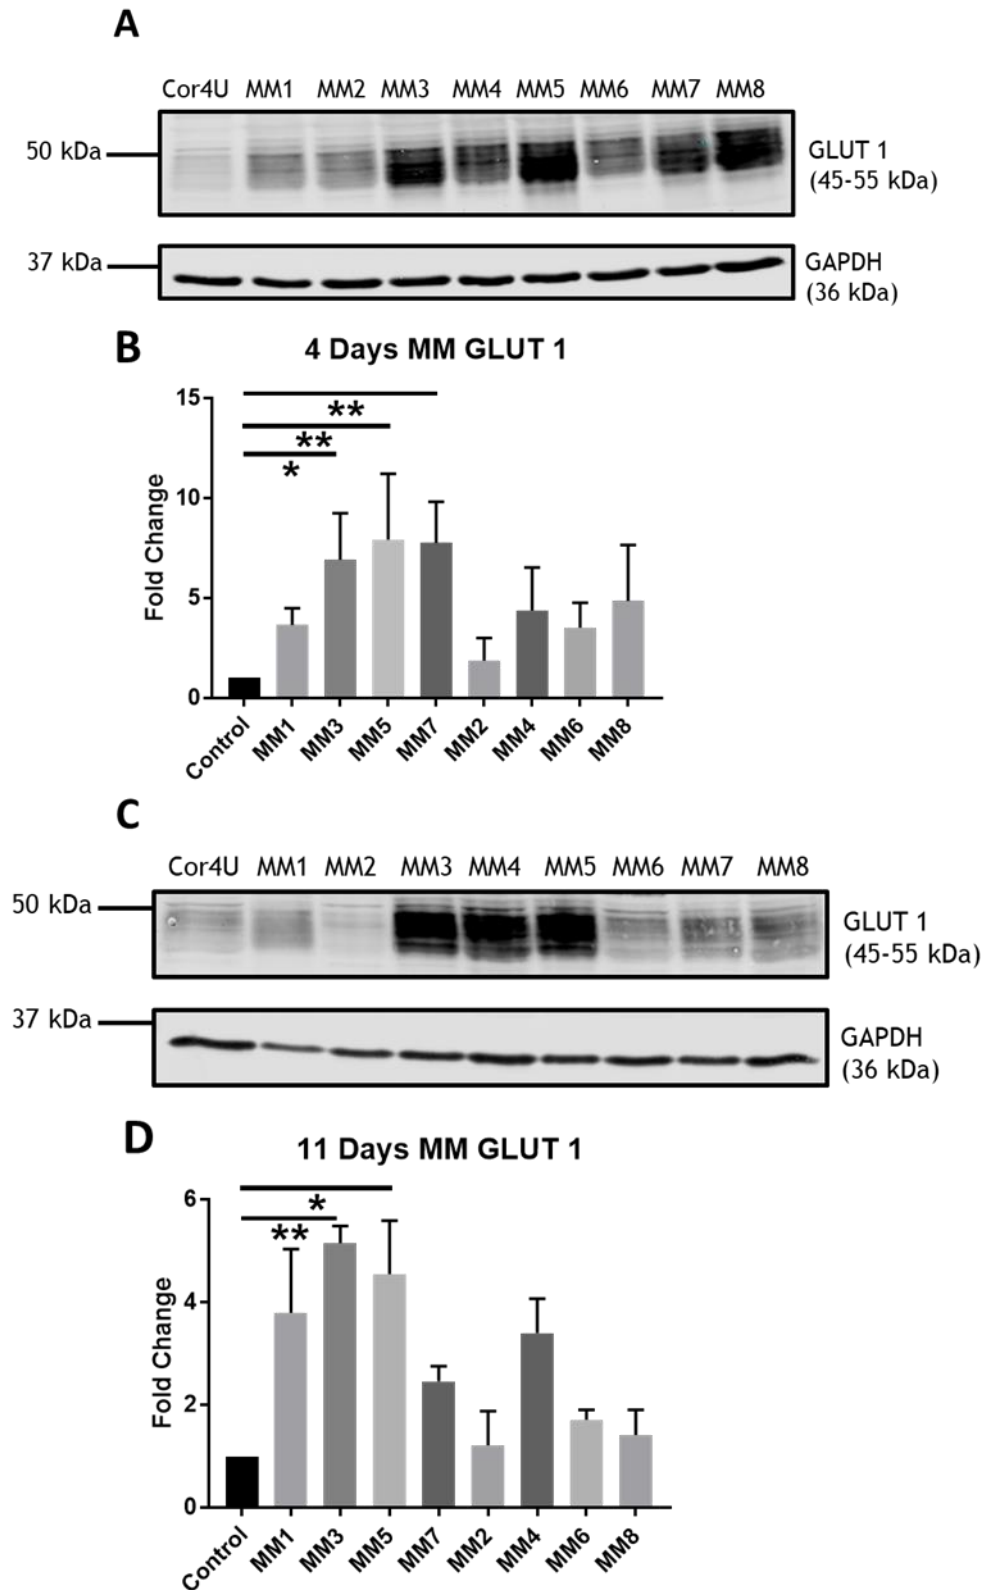 A
Cor4U MM1 MM2 MM3 MM4 MM5 MM6 MM7 MM8
50 kDa
GLUT 1
(45-55 kDa)
37 kDa
GAPDH
(36 kDa)
B
4 Days MM GLUT 1
15
**
**
*
10
5
0
Fold Change
Control MM1 MM3 MM5 MM7 MM2 MM4 MM6 MM8
C
Cor4U MM1 MM2 MM3 MM4 MM5 MM6 MM7 MM8
50 kDa
GLUT 1
(45-55 kDa)
37 kDa
GAPDH
(36 kDa)
D
11 Days MM GLUT 1
6
*
**
4
2
0
Fold Change
Control MM1 MM3 MM5 MM7 MM2 MM4 MM6 MM8